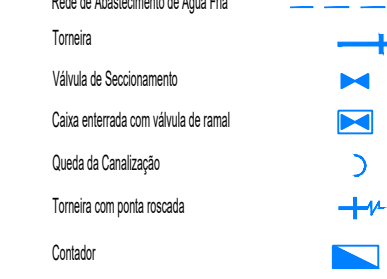 Rede de Abastecimento de Água Fria
Torneira
Válvula de Seccionamento
Caixa enterrada com válvula de ramal
Queda da Canalização
Torneira com ponta roscada
Contador